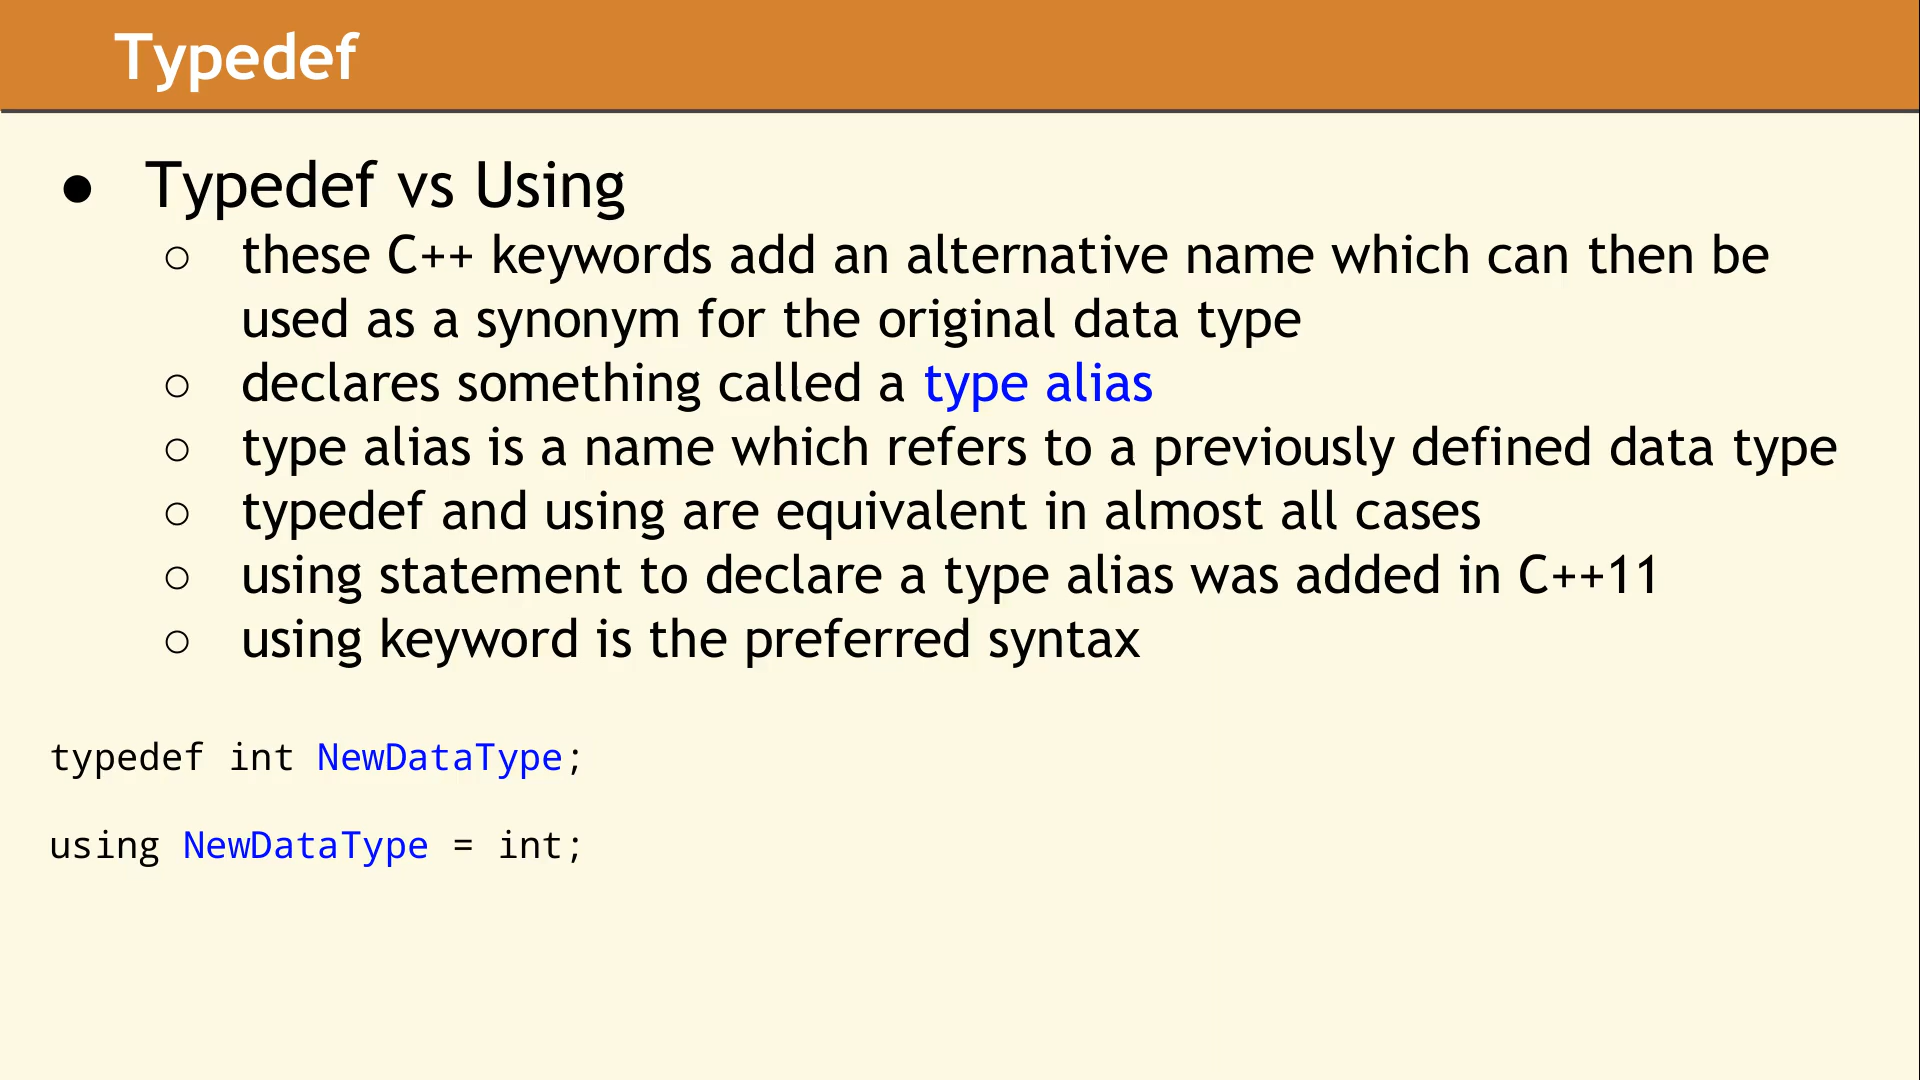 Typedef
● Typedef vs Using
○ these C++ keywords add an alternative name which can then be
used as a synonym for the original data type
○ declares something called a type alias
○ type alias is a name which refers to a previously defined data type
○ typedef and using are equivalent in almost all cases
○ using statement to declare a type alias was added in C++11
○ using keyword is the preferred syntax
typedef int NewDataType;
using NewDataType = int;